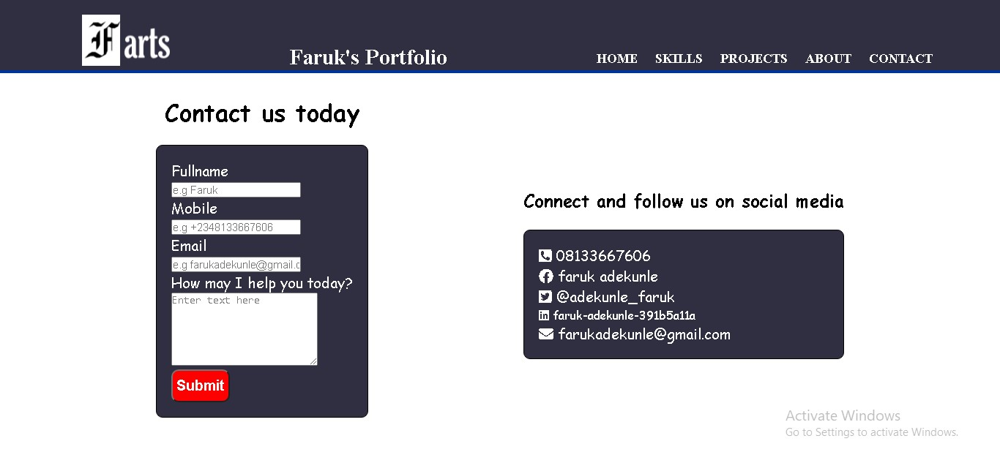 F arts
Faruk's Portfolio
HOME SKILLS PROJECTS ABOUT CONTACT
Contact us today
Fullname
e.g Faruk
Mobile
e.g +2348133667606
Email
e.g farukadekunle@gmail.c
How may I help you today?
Enter text here
Submit
Connect and follow us on social media
08133667606
faruk adekunle
@adekunle_faruk
faruk-adekunle-391b5a11a
farukadekunle@gmail.com
Activate Windows
Go to Settings to activate Windows.